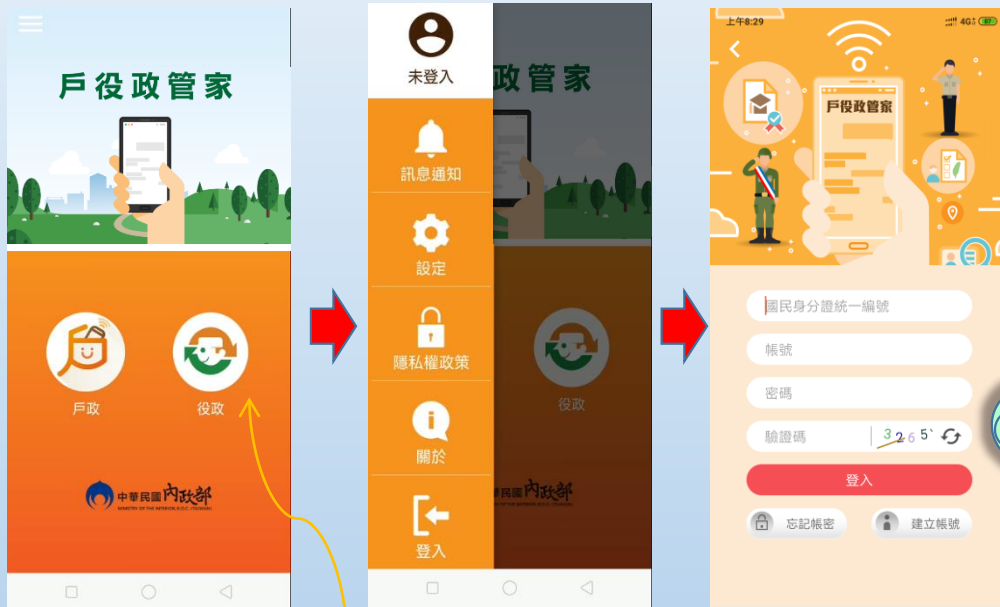 戶役政管家
戶政
役政
中華民國內政部
MINISTRY OF THE INTERIOR, R.O.C. (TAIWAN)
未登入
訊息通知
設定
隱私權政策
關於
登入
政管家
役政
民國內政部
上午8:29
4G
67
戶役政管家
國民身分證統一編號
帳號
密碼
驗證碼
3265
登入
忘記帳密
建立帳號